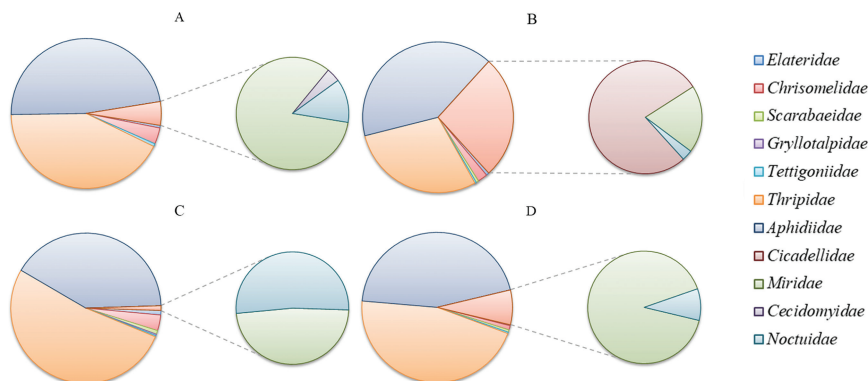 A
B
C
D
Elateridae
Chrisomelidae
Scarabaeidae
Gryllotalpidae
Tettigoniidae
Thripidae
Aphidiidae
Cicadellidae
Miridae
Cecidomyidae
Noctuidae